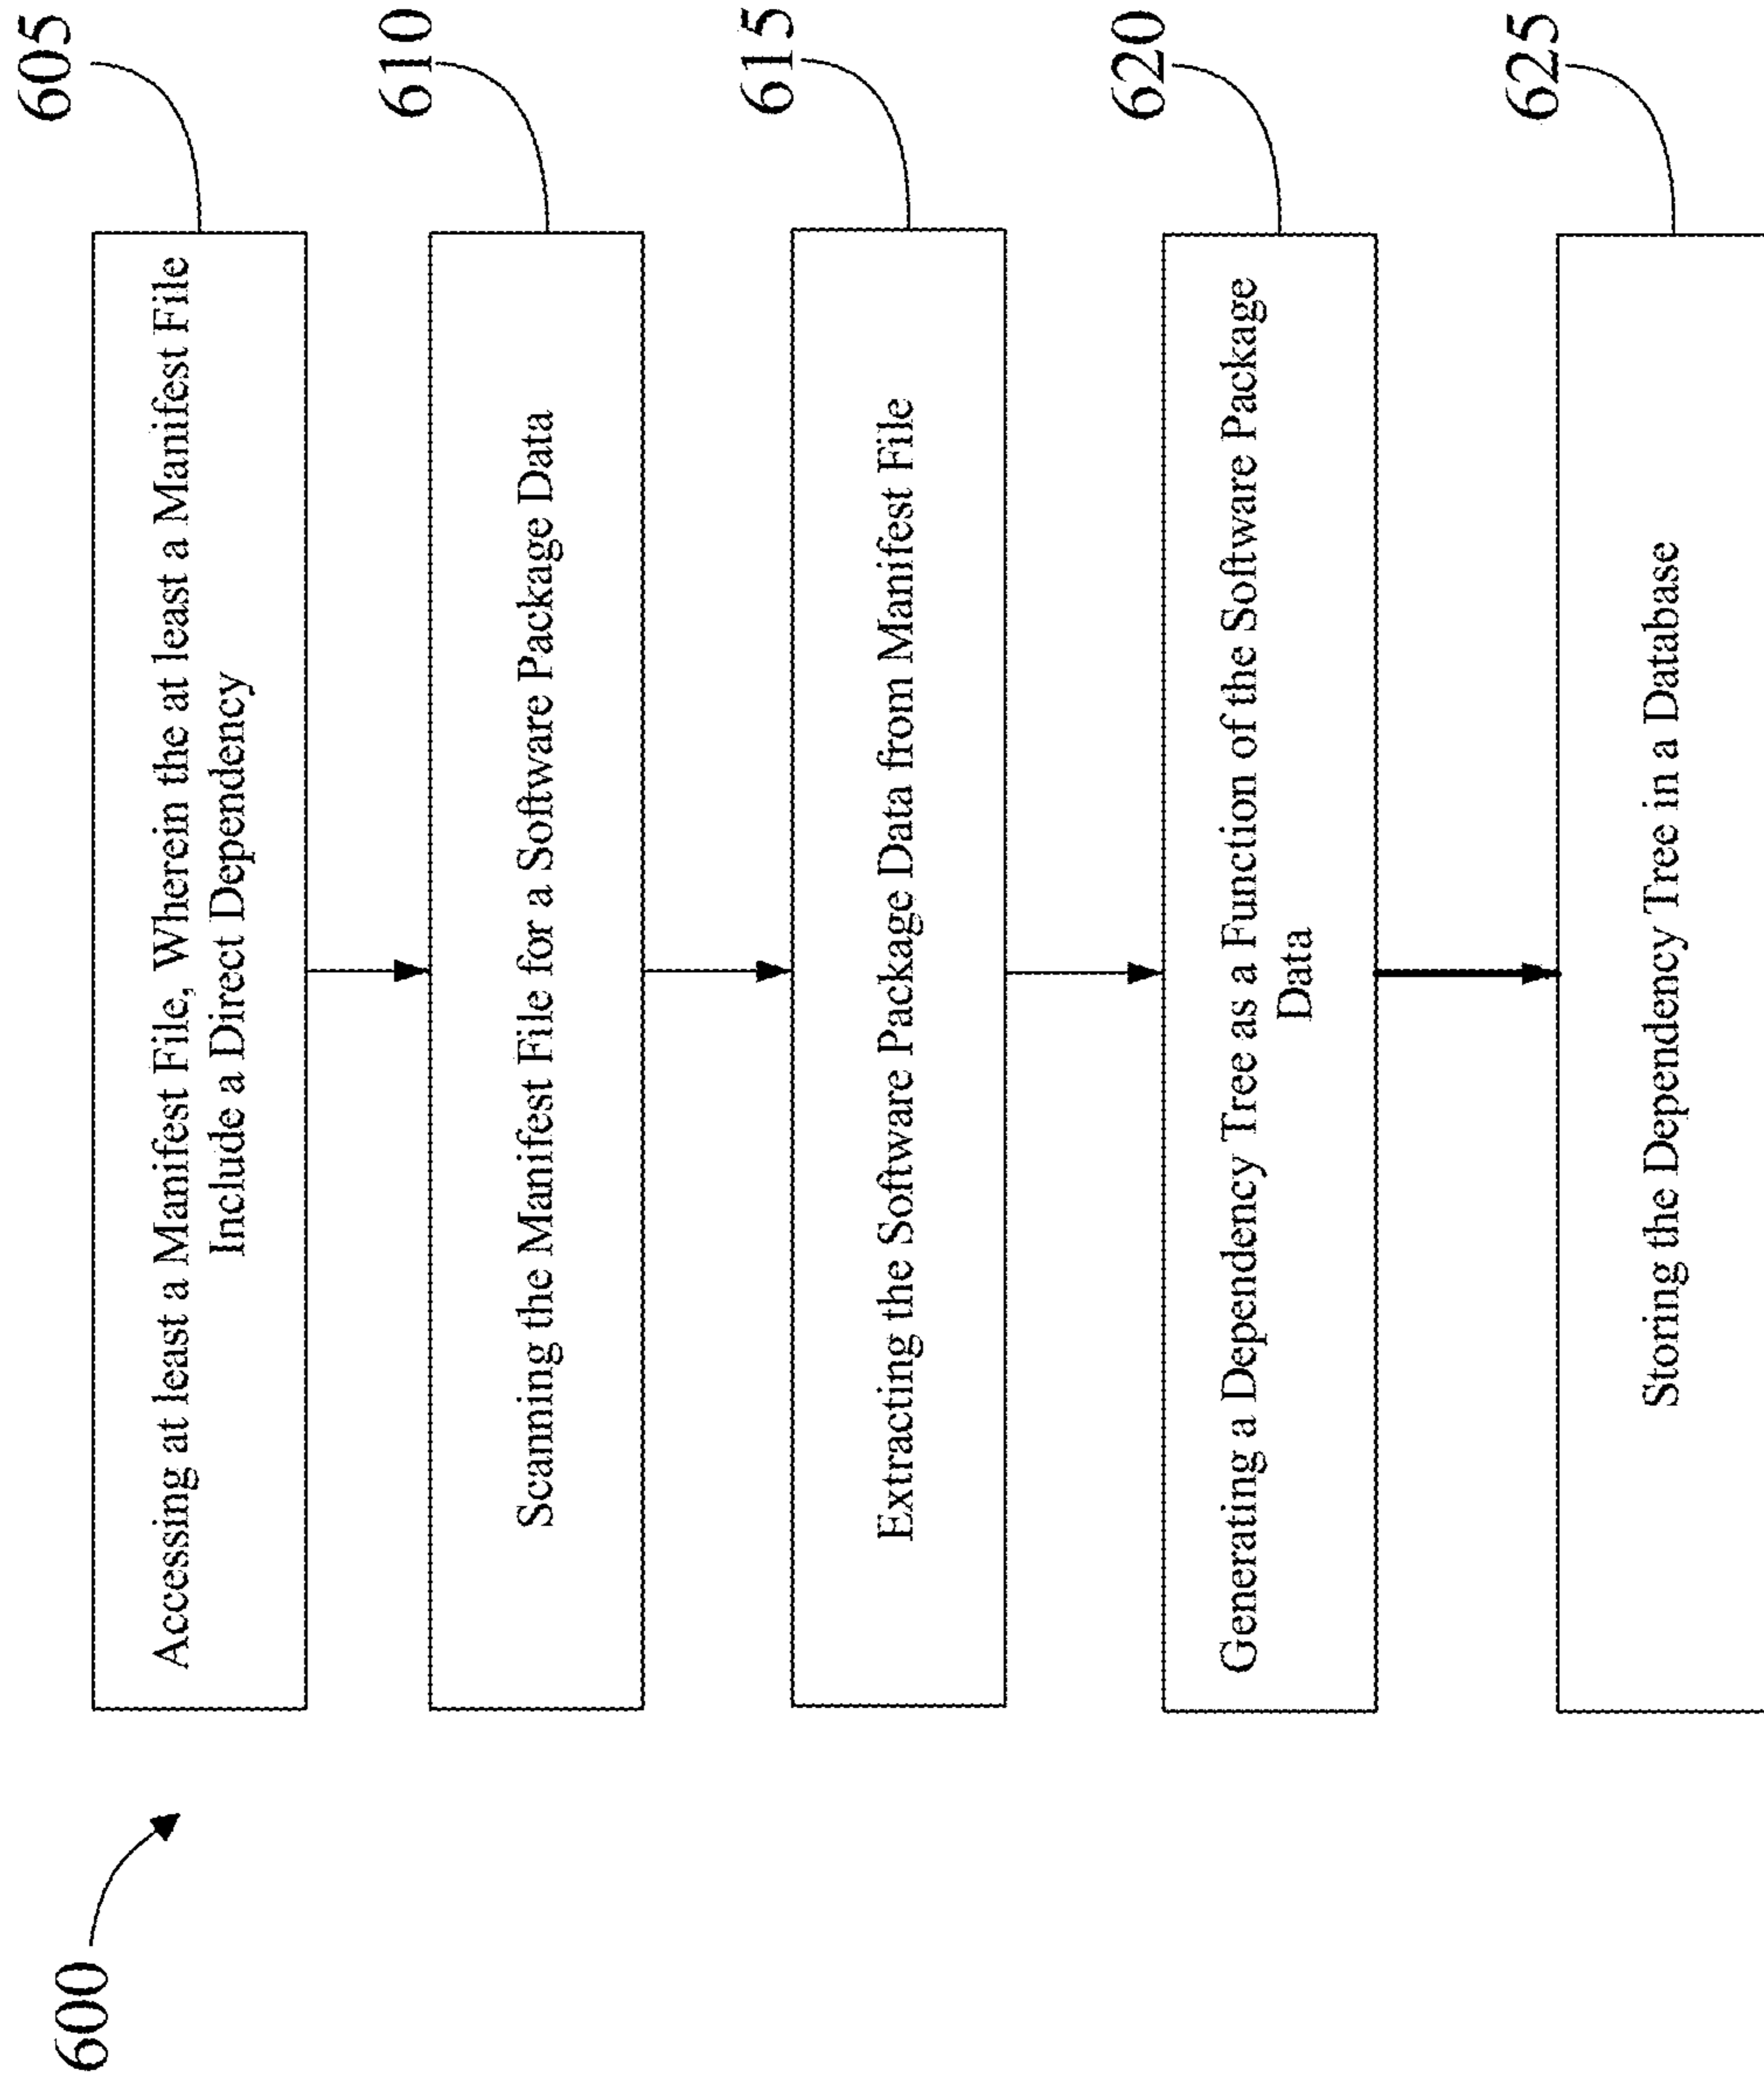 600
605
Accessing at least a Manifest File, Wherein the at least a Manifest File
Include a Direct Dependency
610
Scanning the Manifest File for a Software Package Data
615
Extracting the Software Package Data from Manifest File
620
Generating a Dependency Tree as a Function of the Software Package
Data
625
Storing the Dependency Tree in a Database